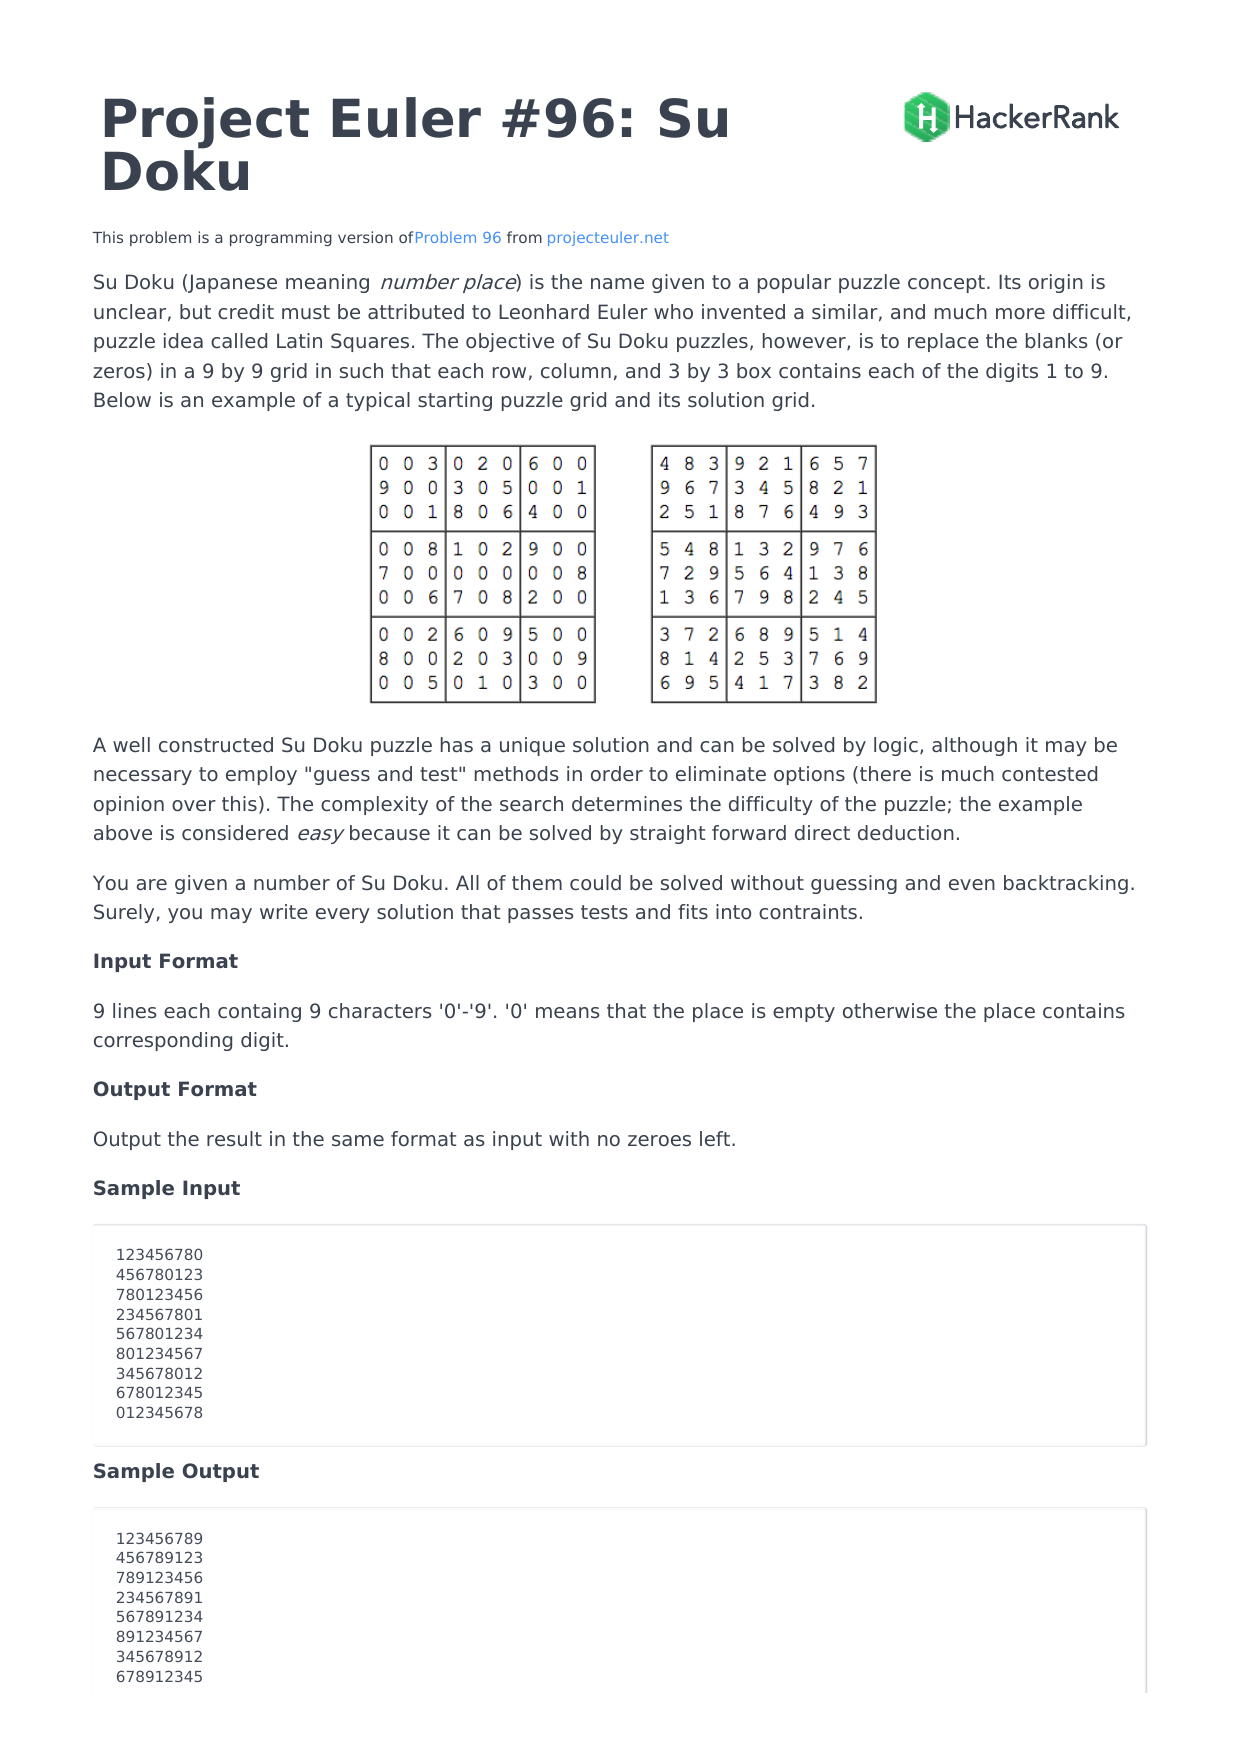 Project Euler #96: Su
Doku
HackerRank
This problem is a programming version ofProblem 96 from projecteuler.net
Su Doku (Japanese meaning number place) is the name given to a popular puzzle concept. Its origin is
unclear, but credit must be attributed to Leonhard Euler who invented a similar, and much more difficult,
puzzle idea called Latin Squares. The objective of Su Doku puzzles, however, is to replace the blanks (or
zeros) in a 9 by 9 grid in such that each row, column, and 3 by 3 box contains each of the digits 1 to 9.
Below is an example of a typical starting puzzle grid and its solution grid.
0 0 3 0 2 0 6 0 0
9 0 0 3 0 5 0 0 1
0 0 1 8 0 6 4 0 0
0 0 8 1 0 2 9 0 0
7 0 0 0 0 0 0 0 8
0 0 6 7 0 8 2 0 0
0 0 2 6 0 9 5 0 0
8 0 0 2 0 3 0 0 9
0 0 5 0 1 0 3 0 0
4 8 3 9 2 1 6 5 7
9 6 7 3 4 5 8 2 1
2 5 1 8 7 6 4 9 3
5 4 8 1 3 2 9 7 6
7 2 9 5 6 4 1 3 8
1 3 6 7 9 8 2 4 5
3 7 2 6 8 9 5 1 4
8 1 4 2 5 3 7 6 9
6 9 5 4 1 7 3 8 2
A well constructed Su Doku puzzle has a unique solution and can be solved by logic, although it may be
necessary to employ "guess and test" methods in order to eliminate options (there is much contested
opinion over this). The complexity of the search determines the difficulty of the puzzle; the example
above is considered easy because it can be solved by straight forward direct deduction.
You are given a number of Su Doku. All of them could be solved without guessing and even backtracking.
Surely, you may write every solution that passes tests and fits into contraints.
Input Format
9 lines each containg 9 characters '0'-'9'. '0' means that the place is empty otherwise the place contains
corresponding digit.
Output Format
Output the result in the same format as input with no zeroes left.
Sample Input
123456780
456780123
780123456
234567801
567801234
801234567
345678012
678012345
012345678
Sample Output
123456789
456789123
789123456
234567891
567891234
891234567
345678912
678912345